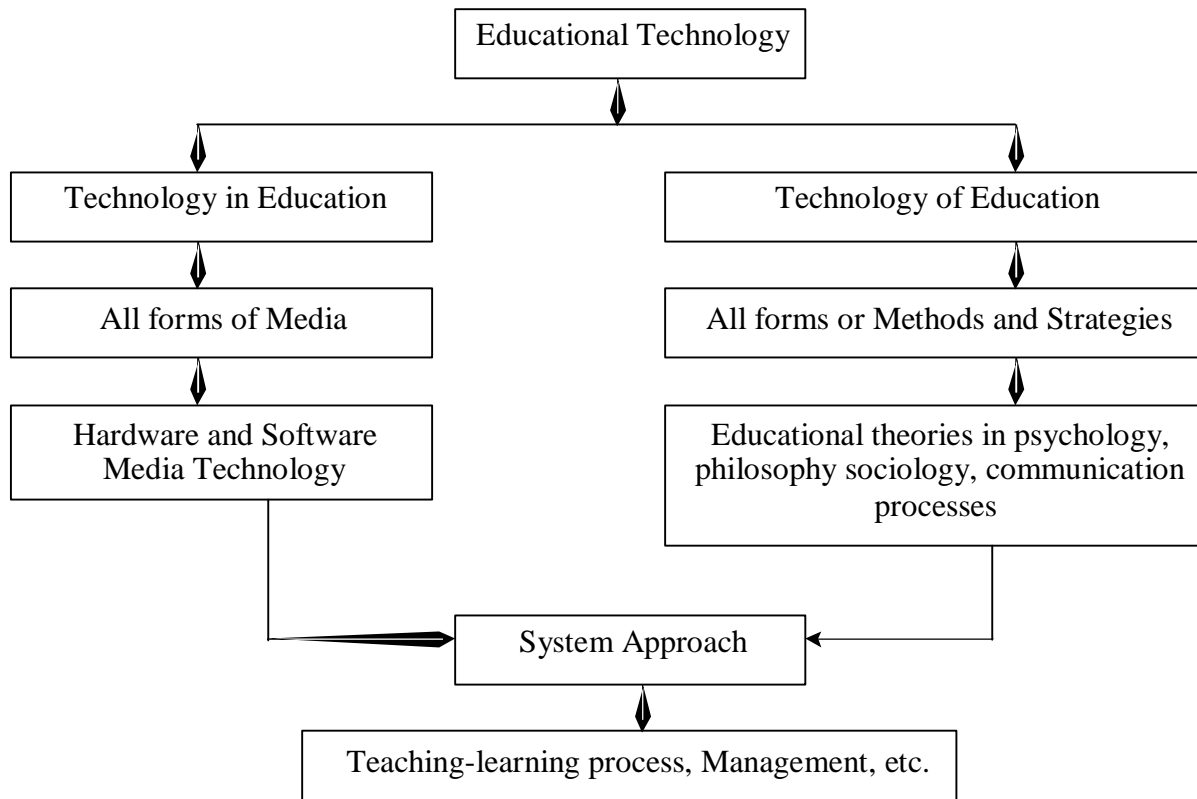 Educational Technology
Technology in Education
Technology of Education
All forms of Media
All forms or Methods and Strategies
Hardware and Software
Media Technology
Educational theories in psychology,
philosophy sociology, communication
processes
System Approach
Teaching-learning process, Management, etc.